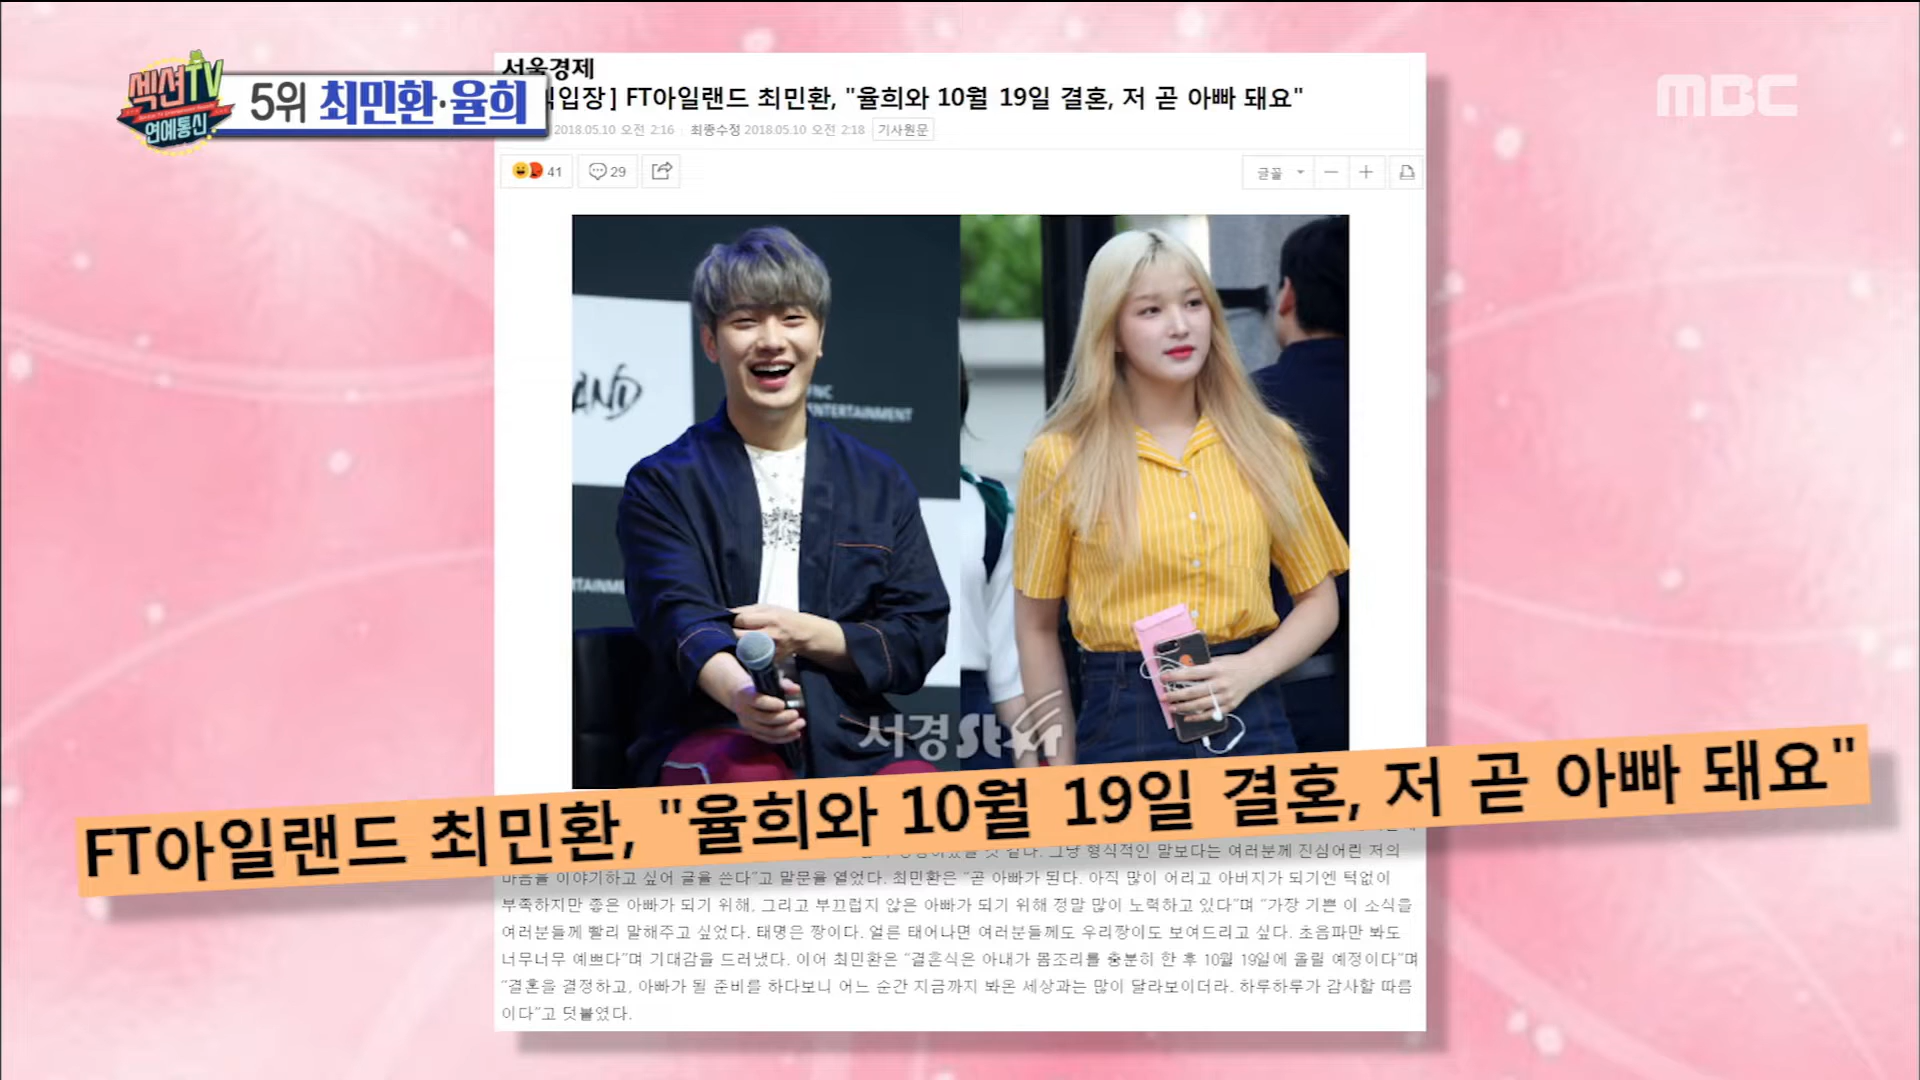 섹션TV
연예통신
5위 최민환·율희
MBC
서울경제
입장] FT아일랜드 최민환, "율희와 10월 19일 결혼, 저 곧 아빠 돼요"
2018.05.10 오전 2:16 최종수정 2018.05.10 오전 2:18 기사원문
41 29 글꼴
AND
FNC
ENTERTAINMENT
서경star
FT아일랜드 최민환, "율희와 10월 19일 결혼, 저 곧 아빠 돼요"
같다. 그냥 형식적인 말보다는 여러분께 진심어린 저의
마음을 이야기하고 싶어 글을 쓴다”고 말문을 열었다. 최민환은 “곧 아빠가 된다. 아직 많이 어리고 아버지가 되기엔 턱없이
부족하지만 좋은 아빠가 되기 위해, 그리고 부끄럽지 않은 아빠가 되기 위해 정말 많이 노력하고 있다”며 “가장 기쁜 이 소식을
여러분들께 빨리 말해주고 싶었다. 태명은 짱이다. 얼른 태어나면 여러분들께도 우리짱이도 보여드리고 싶다. 초음파만 봐도
너무너무 예쁘다”며 기대감을 드러냈다. 이어 최민환은 “결혼식은 아내가 몸조리를 충분히 한 후 10월 19일에 올릴 예정이다”며
“결혼을 결정하고, 아빠가 될 준비를 하다보니 어느 순간 지금까지 봐온 세상과는 많이 달라보이더라. 하루하루가 감사할 따름
이다”고 덧붙였다.